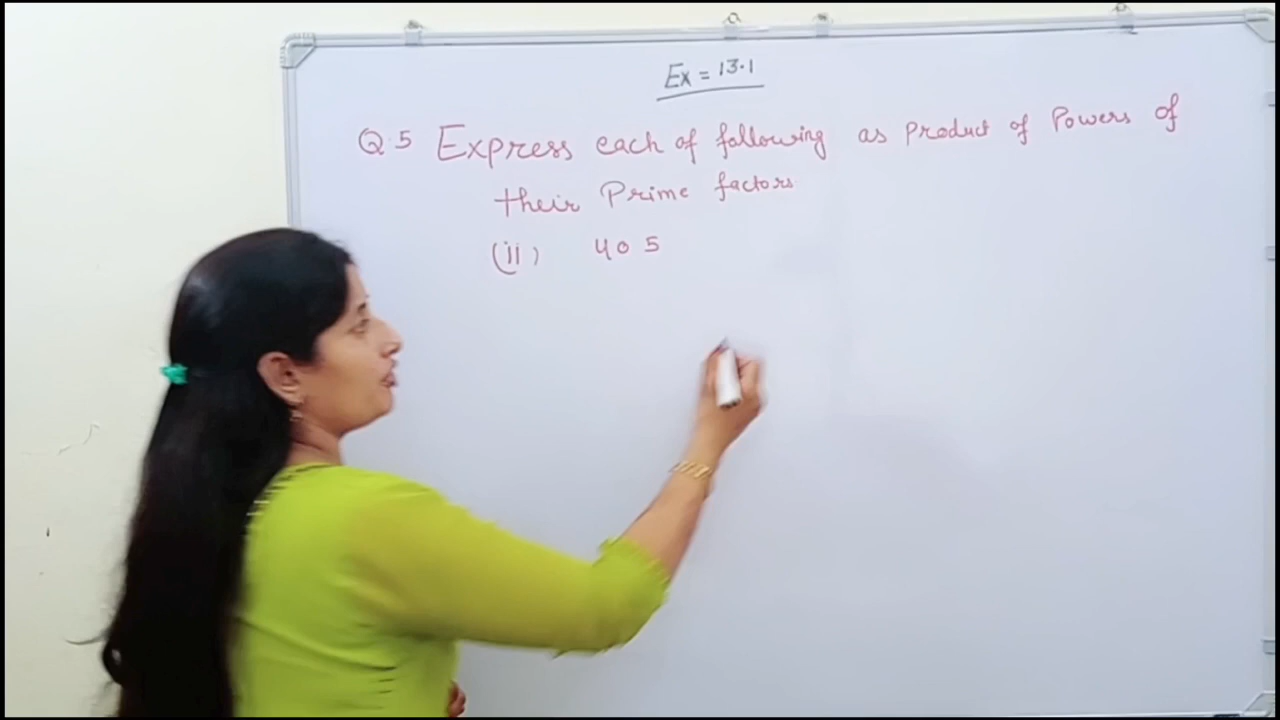 Ex = 13.1
Q.5 Express each of following as Product of Powers of
their Prime factors.
(ii) 405